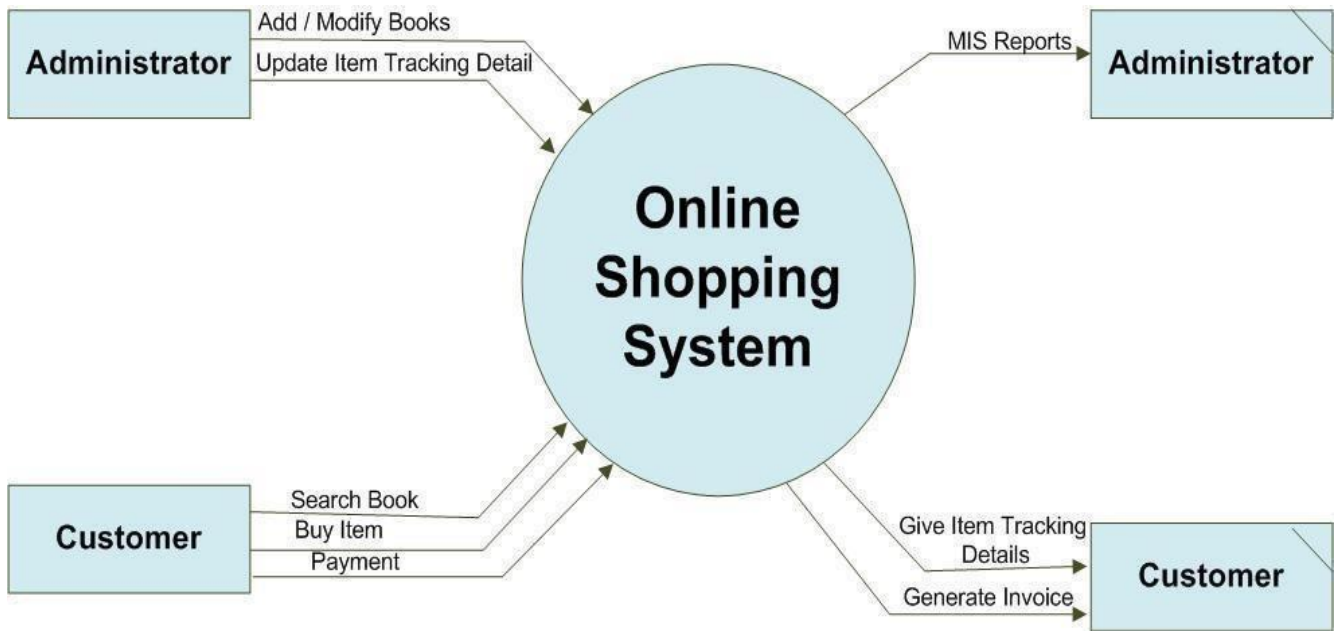 Administrator
Add / Modify Books
Update Item Tracking Detail
MIS Reports
Administrator
Online
Shopping
System
Customer
Search Book
Buy Item
Payment
Give Item Tracking
Details
Generate Invoice
Customer